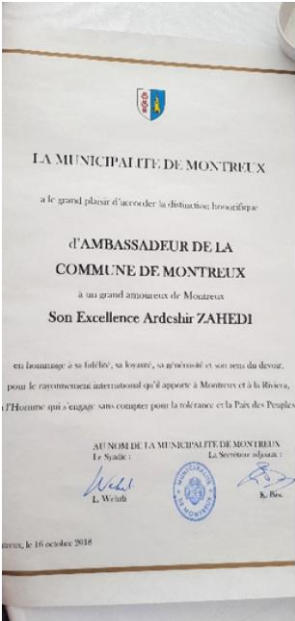 LA MUNICIPALITE DE MONTREUX
a le grand plaisir d'accorder la distinction honorifique
d'AMBASSADEUR DE LA
COMMUNE DE MONTREUX
à un grand amoureux de Montreux
Son Excellence Ardeshir ZAHEDI
en hommage à sa fidélité, sa loyauté, sa générosité et son sens du devoir,
pour le rayonnement international qu'il apporte à Montreux et à la Riviera,
l'Homme qui s'engage sans compter pour la tolérance et la Paix des Peuples
AU NOM DE LA MUNICIPALITE DE MONTREUX
Le Syndic : La Secrétaire adjointe :
MUNICIPALITÉ DE MONTREUX
L. Wehrli K.
treux, le 16 octobre 2018